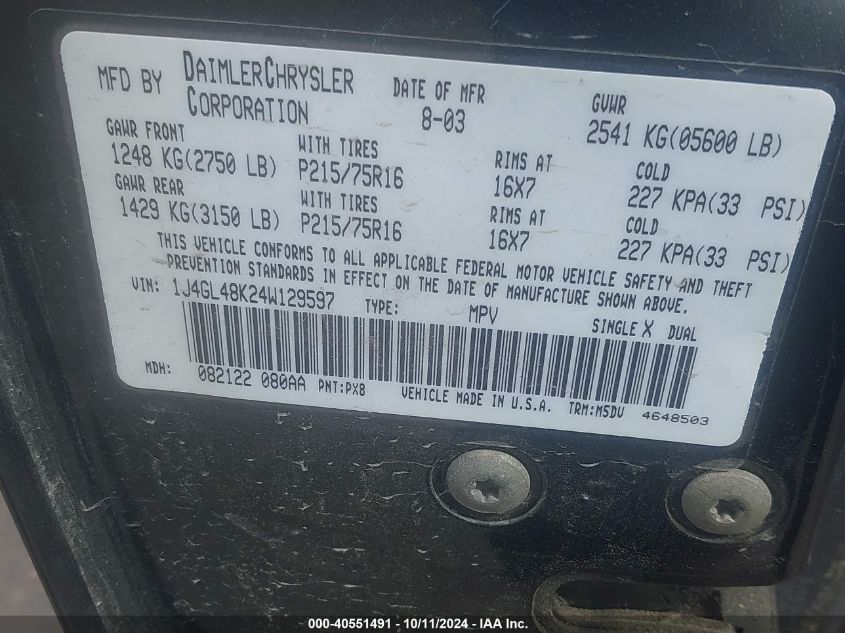 MFD BY DAIMLERCHRYSLER CORPORATION
DATE OF MFR 8-03
GVWR 2541 KG(05600 LB)
GAWR FRONT WITH TIRES RIMS AT COLD
1248 KG(2750 LB) P215/75R16 16X7 227 KPA(33 PSI)
GAWR REAR WITH TIRES RIMS AT COLD
1429 KG(3150 LB) P215/75R16 16X7 227 KPA(33 PSI)
THIS VEHICLE CONFORMS TO ALL APPLICABLE FEDERAL MOTOR VEHICLE SAFETY AND THEFT
PREVENTION STANDARDS IN EFFECT ON THE DATE OF MANUFACTURE SHOWN ABOVE.
VIN: 1J4GL48K24W129597 TYPE: MPV SINGLE X DUAL
MDH: 082122 080AA PNT:PX8 VEHICLE MADE IN U.S.A. TRM:M5DV 4648503
000-40551491 - 10/11/2024 - IAA Inc.